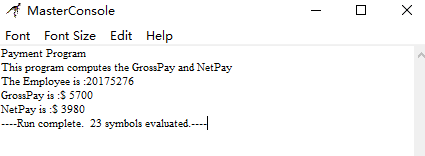 MasterConsole
Font Font Size Edit Help
Payment Program
This program computes the GrossPay and NetPay
The Employee is :20175276
GrossPay is :$ 5700
NetPay is :$ 3980
----Run complete.  23 symbols evaluated.----